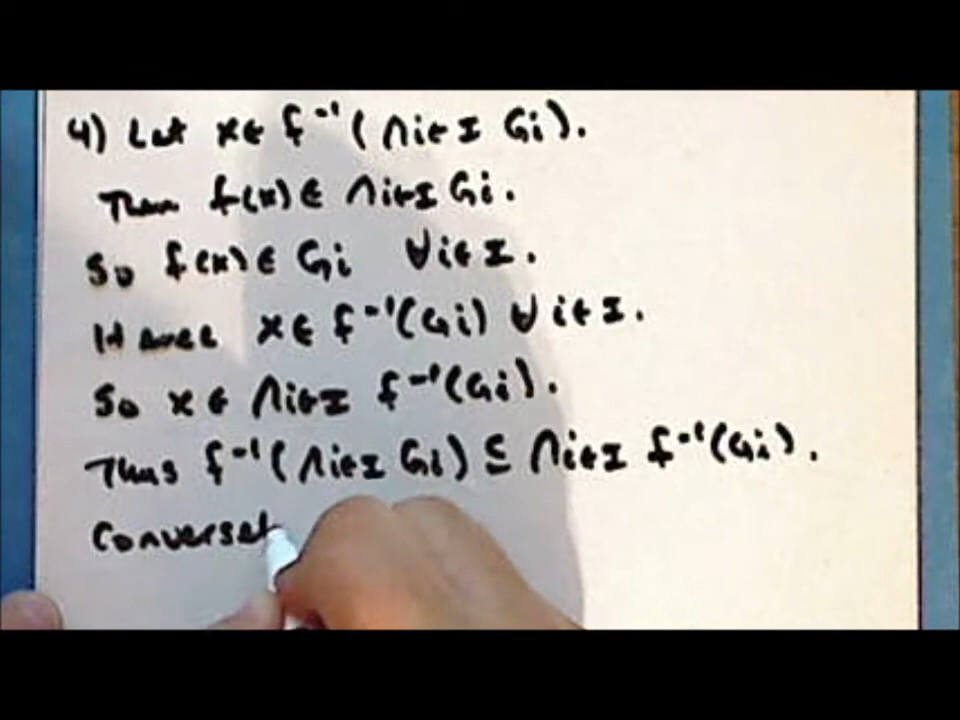 4) Let x∈ f⁻¹(∩i∈I Gi).
Then f(x)∈ ∩i∈I Gi.
So f(x)∈ Gi ∀i∈I.
Hence x∈ f⁻¹(Gi) ∀i∈I.
So x∈ ∩i∈I f⁻¹(Gi).
Thus f⁻¹(∩i∈I Gi) ⊆ ∩i∈I f⁻¹(Gi).
Conversel